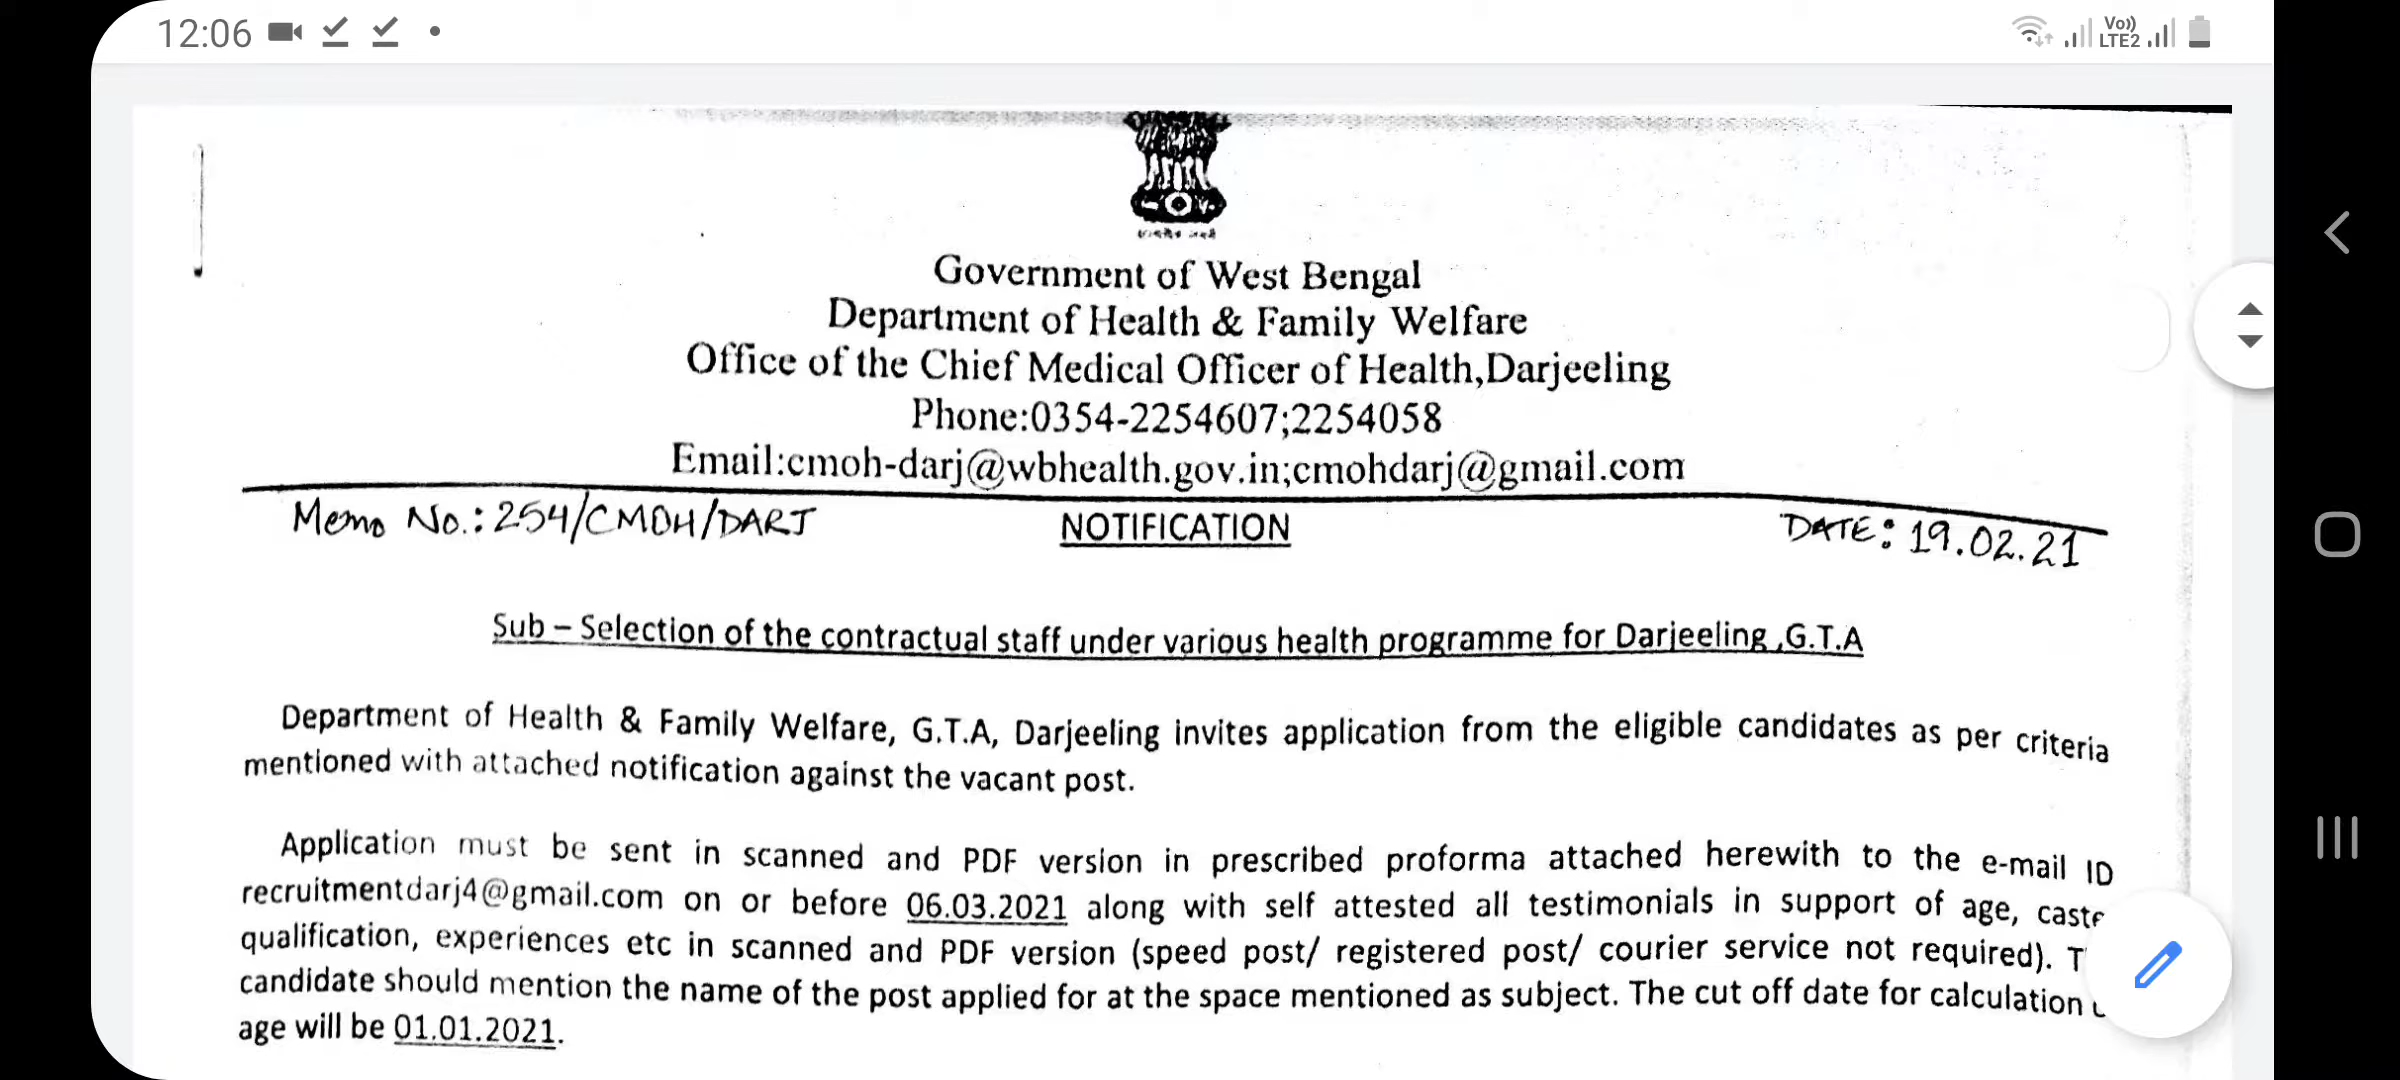 12:06
Vo))
LTE2
Government of West Bengal
Department of Health & Family Welfare
Office of the Chief Medical Officer of Health,Darjeeling
Phone:0354-2254607;2254058
Email:cmoh-darj@wbhealth.gov.in;cmohdarj@gmail.com
Memo No.: 254/CMOH/DARJ NOTIFICATION DATE: 19.02.21
Sub – Selection of the contractual staff under various health programme for Darjeeling ,G.T.A
Department of Health & Family Welfare, G.T.A, Darjeeling invites application from the eligible candidates as per criteria
mentioned with attached notification against the vacant post.
Application must be sent in scanned and PDF version in prescribed proforma attached herewith to the e-mail ID
recruitmentdarj4@gmail.com on or before 06.03.2021 along with self attested all testimonials in support of age, caste
qualification, experiences etc in scanned and PDF version (speed post/ registered post/ courier service not required).
candidate should mention the name of the post applied for at the space mentioned as subject. The cut off date for calculation
age will be 01.01.2021.